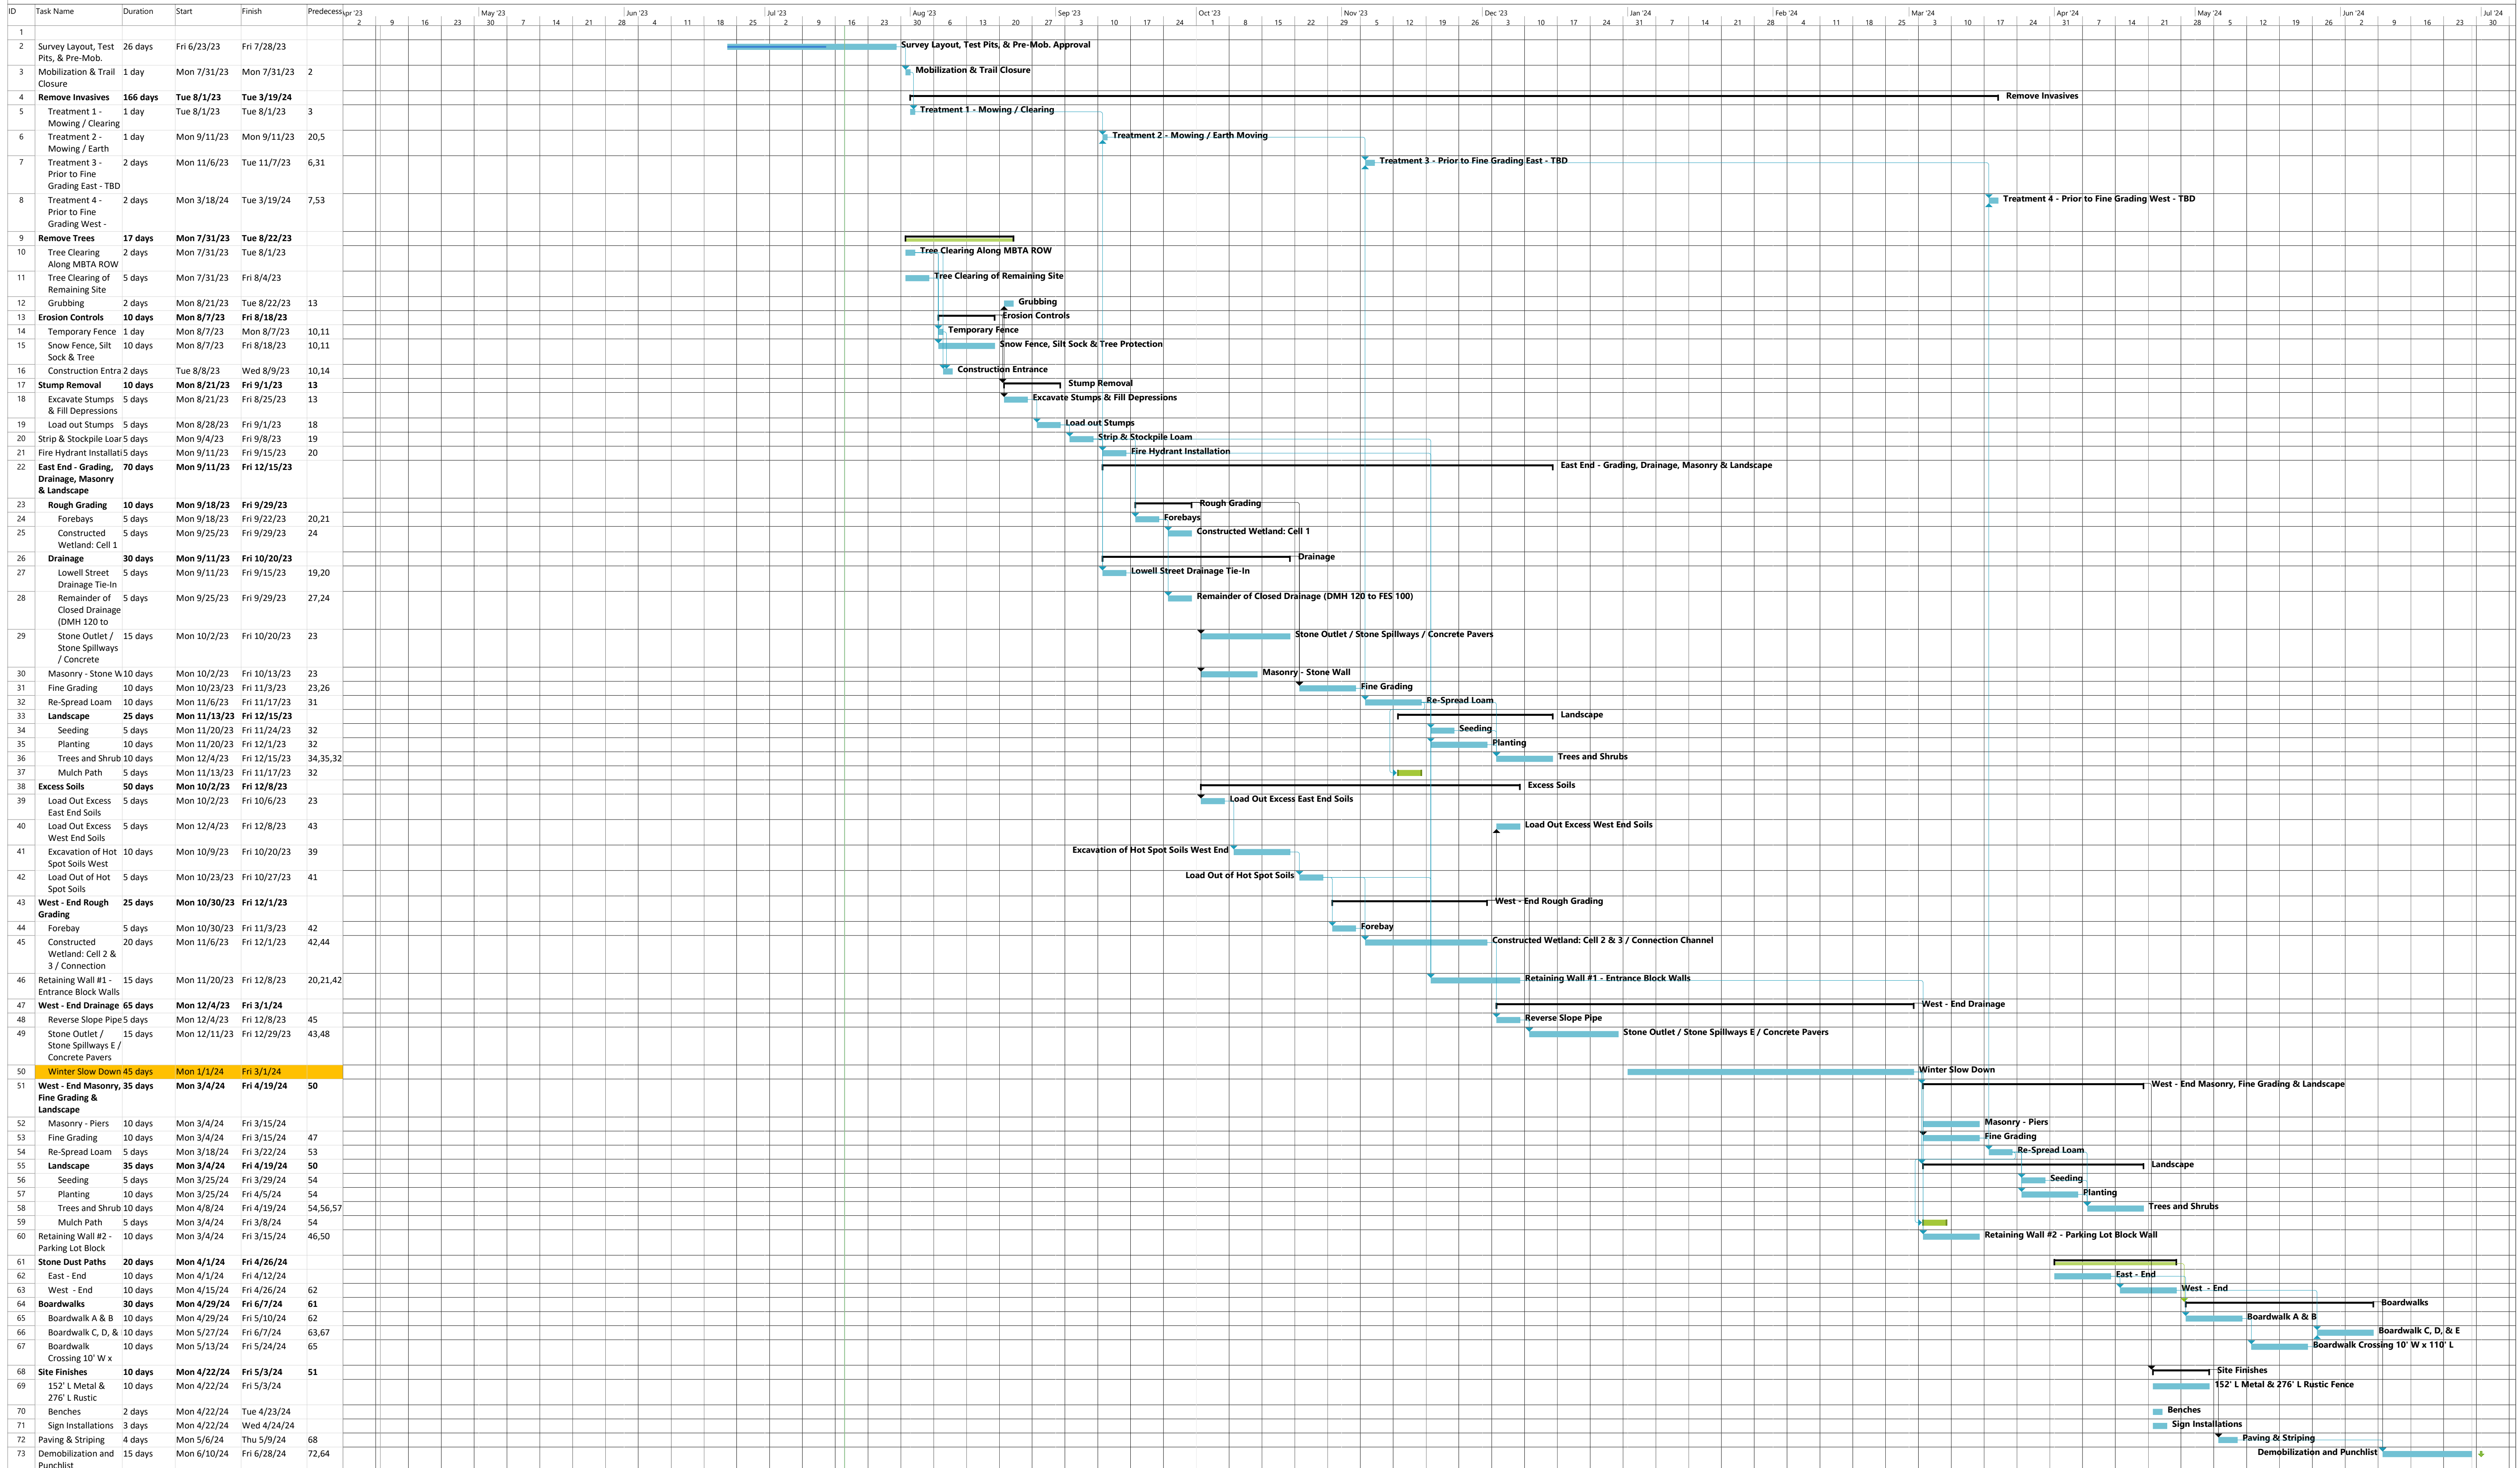 ID Task Name Duration Start Finish Predecess Apr '23 May '23 Jun '23 Jul '23 Aug '23 Sep '23 Oct '23 Nov '23 Dec '23 Jan '24 Feb '24 Mar '24 Apr '24 May '24 Jun '24 Jul '24
2 9 16 23 30 7 14 21 28 4 11 18 25 2 9 16 23 30 6 13 20 27 3 10 17 24 1 8 15 22 29 5 12 19 26 3 10 17 24 31 7 14 21 28 4 11 18 25 3 10 17 24 31 7 14 21 28 5 12 19 26 2 9 16 23 30
1
2 Survey Layout, Test 26 days Fri 6/23/23 Fri 7/28/23 Survey Layout, Test Pits, & Pre-Mob. Approval
Pits, & Pre-Mob.
3 Mobilization & Trail 1 day Mon 7/31/23 Mon 7/31/23 2 Mobilization & Trail Closure
Closure
4 Remove Invasives 166 days Tue 8/1/23 Tue 3/19/24 Remove Invasives
5 Treatment 1 - 1 day Tue 8/1/23 Tue 8/1/23 3 Treatment 1 - Mowing / Clearing
Mowing / Clearing
6 Treatment 2 - 1 day Mon 9/11/23 Mon 9/11/23 20,5 Treatment 2 - Mowing / Earth Moving
Mowing / Earth
7 Treatment 3 - 2 days Mon 11/6/23 Tue 11/7/23 6,31 Treatment 3 - Prior to Fine Grading East - TBD
Prior to Fine
Grading East - TBD
8 Treatment 4 - 2 days Mon 3/18/24 Tue 3/19/24 7,53 Treatment 4 - Prior to Fine Grading West - TBD
Prior to Fine
Grading West -
9 Remove Trees 17 days Mon 7/31/23 Tue 8/22/23
10 Tree Clearing 2 days Mon 7/31/23 Tue 8/1/23 Tree Clearing Along MBTA ROW
Along MBTA ROW
11 Tree Clearing of 5 days Mon 7/31/23 Fri 8/4/23 Tree Clearing of Remaining Site
Remaining Site
12 Grubbing 2 days Mon 8/21/23 Tue 8/22/23 13 Grubbing
13 Erosion Controls 10 days Mon 8/7/23 Fri 8/18/23 Erosion Controls
14 Temporary Fence 1 day Mon 8/7/23 Mon 8/7/23 10,11 Temporary Fence
15 Snow Fence, Silt 10 days Mon 8/7/23 Fri 8/18/23 10,11 Snow Fence, Silt Sock & Tree Protection
Sock & Tree
16 Construction Entra 2 days Tue 8/8/23 Wed 8/9/23 10,14 Construction Entrance
17 Stump Removal 10 days Mon 8/21/23 Fri 9/1/23 13 Stump Removal
18 Excavate Stumps 5 days Mon 8/21/23 Fri 8/25/23 13 Excavate Stumps & Fill Depressions
& Fill Depressions
19 Load out Stumps 5 days Mon 8/28/23 Fri 9/1/23 18 Load out Stumps
20 Strip & Stockpile Loar 5 days Mon 9/4/23 Fri 9/8/23 19 Strip & Stockpile Loam
21 Fire Hydrant Installati 5 days Mon 9/11/23 Fri 9/15/23 20 Fire Hydrant Installation
22 East End - Grading, 70 days Mon 9/11/23 Fri 12/15/23 East End - Grading, Drainage, Masonry & Landscape
Drainage, Masonry
& Landscape
23 Rough Grading 10 days Mon 9/18/23 Fri 9/29/23 Rough Grading
24 Forebays 5 days Mon 9/18/23 Fri 9/22/23 20,21 Forebays
25 Constructed 5 days Mon 9/25/23 Fri 9/29/23 24 Constructed Wetland: Cell 1
Wetland: Cell 1
26 Drainage 30 days Mon 9/11/23 Fri 10/20/23 Drainage
27 Lowell Street 5 days Mon 9/11/23 Fri 9/15/23 19,20 Lowell Street Drainage Tie-In
Drainage Tie-In
28 Remainder of 5 days Mon 9/25/23 Fri 9/29/23 27,24 Remainder of Closed Drainage (DMH 120 to FES 100)
Closed Drainage
(DMH 120 to
29 Stone Outlet / 15 days Mon 10/2/23 Fri 10/20/23 23 Stone Outlet / Stone Spillways / Concrete Pavers
Stone Spillways
/ Concrete
30 Masonry - Stone W 10 days Mon 10/2/23 Fri 10/13/23 23 Masonry - Stone Wall
31 Fine Grading 10 days Mon 10/23/23 Fri 11/3/23 23,26 Fine Grading
32 Re-Spread Loam 10 days Mon 11/6/23 Fri 11/17/23 31 Re-Spread Loam
33 Landscape 25 days Mon 11/13/23 Fri 12/15/23 Landscape
34 Seeding 5 days Mon 11/20/23 Fri 11/24/23 32 Seeding
35 Planting 10 days Mon 11/20/23 Fri 12/1/23 32 Planting
36 Trees and Shrub 10 days Mon 12/4/23 Fri 12/15/23 34,35,32 Trees and Shrubs
37 Mulch Path 5 days Mon 11/13/23 Fri 11/17/23 32
38 Excess Soils 50 days Mon 10/2/23 Fri 12/8/23 Excess Soils
39 Load Out Excess 5 days Mon 10/2/23 Fri 10/6/23 23 Load Out Excess East End Soils
East End Soils
40 Load Out Excess 5 days Mon 12/4/23 Fri 12/8/23 43 Load Out Excess West End Soils
West End Soils
41 Excavation of Hot 10 days Mon 10/9/23 Fri 10/20/23 39 Excavation of Hot Spot Soils West End
Spot Soils West
42 Load Out of Hot 5 days Mon 10/23/23 Fri 10/27/23 41 Load Out of Hot Spot Soils
Spot Soils
43 West - End Rough 25 days Mon 10/30/23 Fri 12/1/23 West - End Rough Grading
Grading
44 Forebay 5 days Mon 10/30/23 Fri 11/3/23 42 Forebay
45 Constructed 20 days Mon 11/6/23 Fri 12/1/23 42,44 Constructed Wetland: Cell 2 & 3 / Connection Channel
Wetland: Cell 2 &
3 / Connection
46 Retaining Wall #1 - 15 days Mon 11/20/23 Fri 12/8/23 20,21,42 Retaining Wall #1 - Entrance Block Walls
Entrance Block Walls
47 West - End Drainage 65 days Mon 12/4/23 Fri 3/1/24 West - End Drainage
48 Reverse Slope Pipe 5 days Mon 12/4/23 Fri 12/8/23 45 Reverse Slope Pipe
49 Stone Outlet / 15 days Mon 12/11/23 Fri 12/29/23 43,48 Stone Outlet / Stone Spillways E / Concrete Pavers
Stone Spillways E /
Concrete Pavers
50 Winter Slow Down 45 days Mon 1/1/24 Fri 3/1/24 Winter Slow Down
51 West - End Masonry, 35 days Mon 3/4/24 Fri 4/19/24 50 West - End Masonry, Fine Grading & Landscape
Fine Grading &
Landscape
52 Masonry - Piers 10 days Mon 3/4/24 Fri 3/15/24 Masonry - Piers
53 Fine Grading 10 days Mon 3/4/24 Fri 3/15/24 47 Fine Grading
54 Re-Spread Loam 5 days Mon 3/18/24 Fri 3/22/24 53 Re-Spread Loam
55 Landscape 35 days Mon 3/4/24 Fri 4/19/24 50 Landscape
56 Seeding 5 days Mon 3/25/24 Fri 3/29/24 54 Seeding
57 Planting 10 days Mon 3/25/24 Fri 4/5/24 54 Planting
58 Trees and Shrub 10 days Mon 4/8/24 Fri 4/19/24 54,56,57 Trees and Shrubs
59 Mulch Path 5 days Mon 3/4/24 Fri 3/8/24 54
60 Retaining Wall #2 - 10 days Mon 3/4/24 Fri 3/15/24 46,50 Retaining Wall #2 - Parking Lot Block Wall
Parking Lot Block
61 Stone Dust Paths 20 days Mon 4/1/24 Fri 4/26/24
62 East - End 10 days Mon 4/1/24 Fri 4/12/24 East - End
63 West - End 10 days Mon 4/15/24 Fri 4/26/24 62 West - End
64 Boardwalks 30 days Mon 4/29/24 Fri 6/7/24 61 Boardwalks
65 Boardwalk A & B 10 days Mon 4/29/24 Fri 5/10/24 62 Boardwalk A & B
66 Boardwalk C, D, & 10 days Mon 5/27/24 Fri 6/7/24 63,67 Boardwalk C, D, & E
67 Boardwalk 10 days Mon 5/13/24 Fri 5/24/24 65 Boardwalk Crossing 10' W x 110' L
Crossing 10' W x
68 Site Finishes 10 days Mon 4/22/24 Fri 5/3/24 51 Site Finishes
69 152' L Metal & 10 days Mon 4/22/24 Fri 5/3/24 152' L Metal & 276' L Rustic Fence
276' L Rustic
70 Benches 2 days Mon 4/22/24 Tue 4/23/24 Benches
71 Sign Installations 3 days Mon 4/22/24 Wed 4/24/24 Sign Installations
72 Paving & Striping 4 days Mon 5/6/24 Thu 5/9/24 68 Paving & Striping
73 Demobilization and 15 days Mon 6/10/24 Fri 6/28/24 72,64 Demobilization and Punchlist
Punchlist